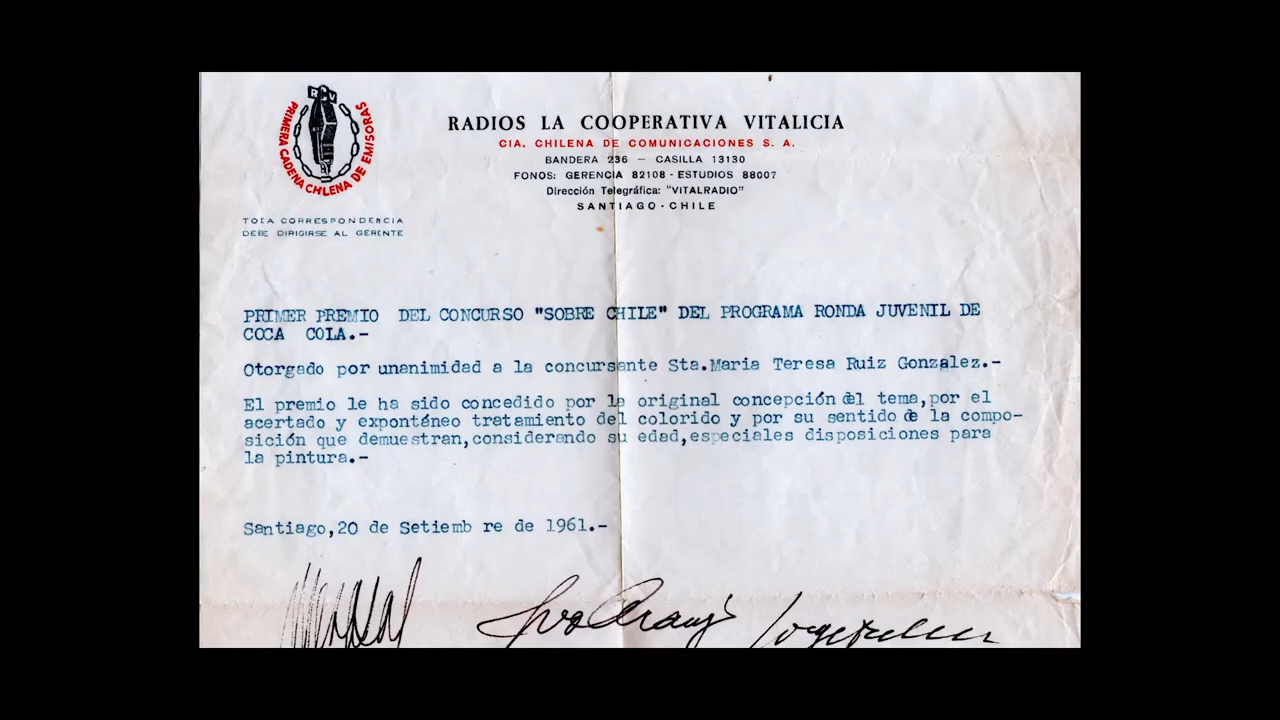 R V
PRIMERA CADENA CHILENA DE EMISORAS
TODA CORRESPONDENCIA
DEBE DIRIGIRSE AL GERENTE
RADIOS LA COOPERATIVA VITALICIA
CIA. CHILENA DE COMUNICACIONES S. A.
BANDERA 236 — CASILLA 13130
FONOS: GERENCIA 82108 - ESTUDIOS 88007
Dirección Telegráfica: "VITALRADIO"
SANTIAGO - CHILE
PRIMER PREMIO DEL CONCURSO "SOBRE CHILE" DEL PROGRAMA RONDA JUVENIL DE
COCA COLA.-
Otorgado por unanimidad a la concursante Sta.Maria Teresa Ruiz Gonzalez.-
El premio le ha sido concedido por la original concepción del tema,por el
acertado y expontáneo tratamiento del colorido y por su sentido de la compo-
sición que demuestran,considerando su edad,especiales disposiciones para
la pintura.-
Santiago,20 de Setiemb re de 1961.-